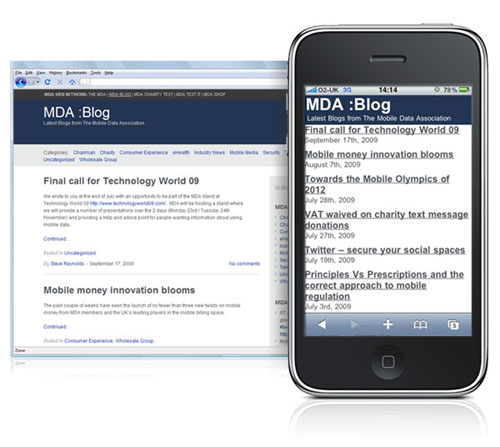 File Edit View History Bookmarks Tools Help
MDA WEB NETWORK: THE MDA | MDA BLOG | MDA CHARITY TEXT | MDA TEXT IT | MDA SHOP
MDA :Blog
Latest Blogs from The Mobile Data Association
Categories: Chairman Charity Consumer Experience eHealth Industry News Mobile Media Security
Uncategorized Wholesale Group
Final call for Technology World 09
We wrote to you at the end of July with an opportunity to be part of the MDA stand at
Technology World 09 http://www.technologyworld09.com/. MDA will be hosting a stand where
we will provide a number of presentations over the 2 days (Monday 23rd / Tuesday 24th
November) and providing a help and advice point for people wanting information about using
mobile data.
Continued...
Posted in Uncategorized
By Steve Reynolds - September 17, 2009 No comments
Mobile money innovation blooms
The past couple of weeks have seen the launch of no fewer than three new fields on mobile
money from MDA members and the UK's leading players in the mobile billing space.
Continued...
Posted in Consumer Experience, Wholesale Group.
Done
SUBS
MDA
MDA
O2-UK 3G 14:14 78%
MDA :Blog
Latest Blogs from The Mobile Data Association
Final call for Technology World 09
September 17th, 2009
Mobile money innovation blooms
August 7th, 2009
Towards the Mobile Olympics of
2012
July 28th, 2009
VAT waived on charity text message
donations
July 27th, 2009
Twitter – secure your social spaces
July 19th, 2009
Principles Vs Prescriptions and the
correct approach to mobile
regulation
July 3rd, 2009